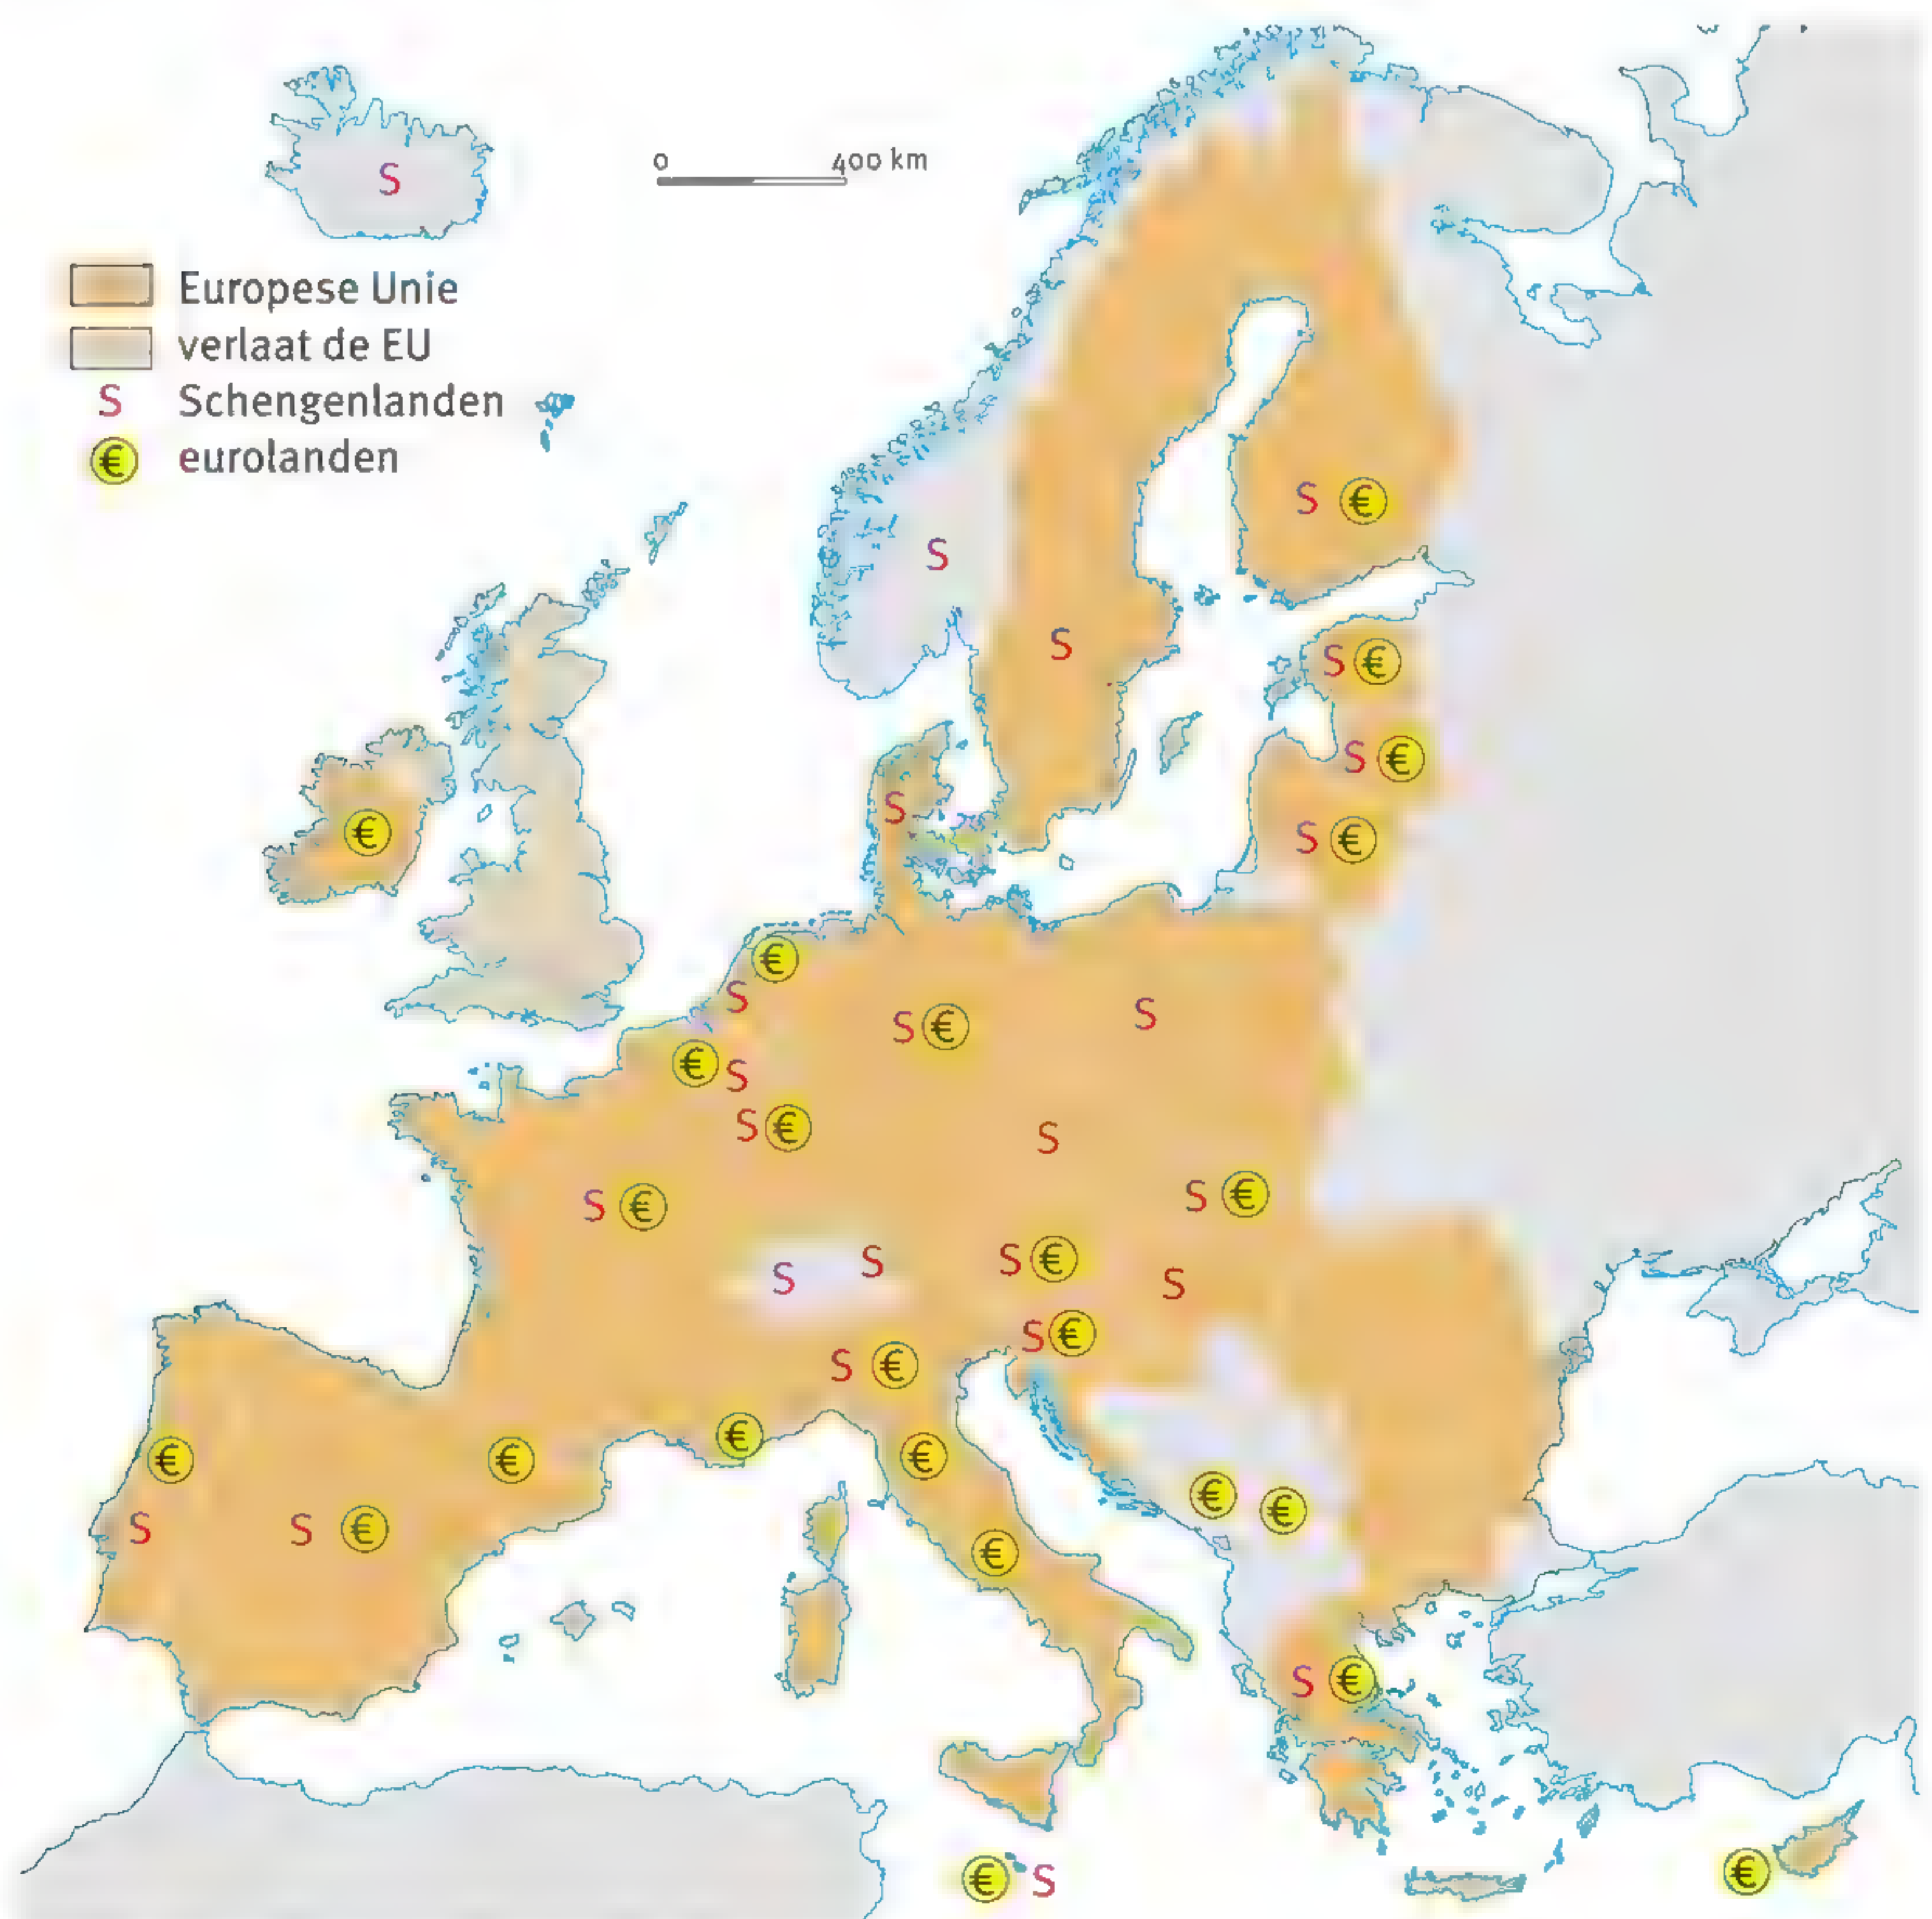 S
0 400 km
Europese Unie
verlaat de EU
S Schengenlanden
€ eurolanden
S €
S
S
S €
S €
S
€
S €
€
S
S €
S
€ S
S €
S
S €
S €
S S
S €
S
S €
S €
€
€
€
€
€ €
S
S €
€
S €
€ S
€